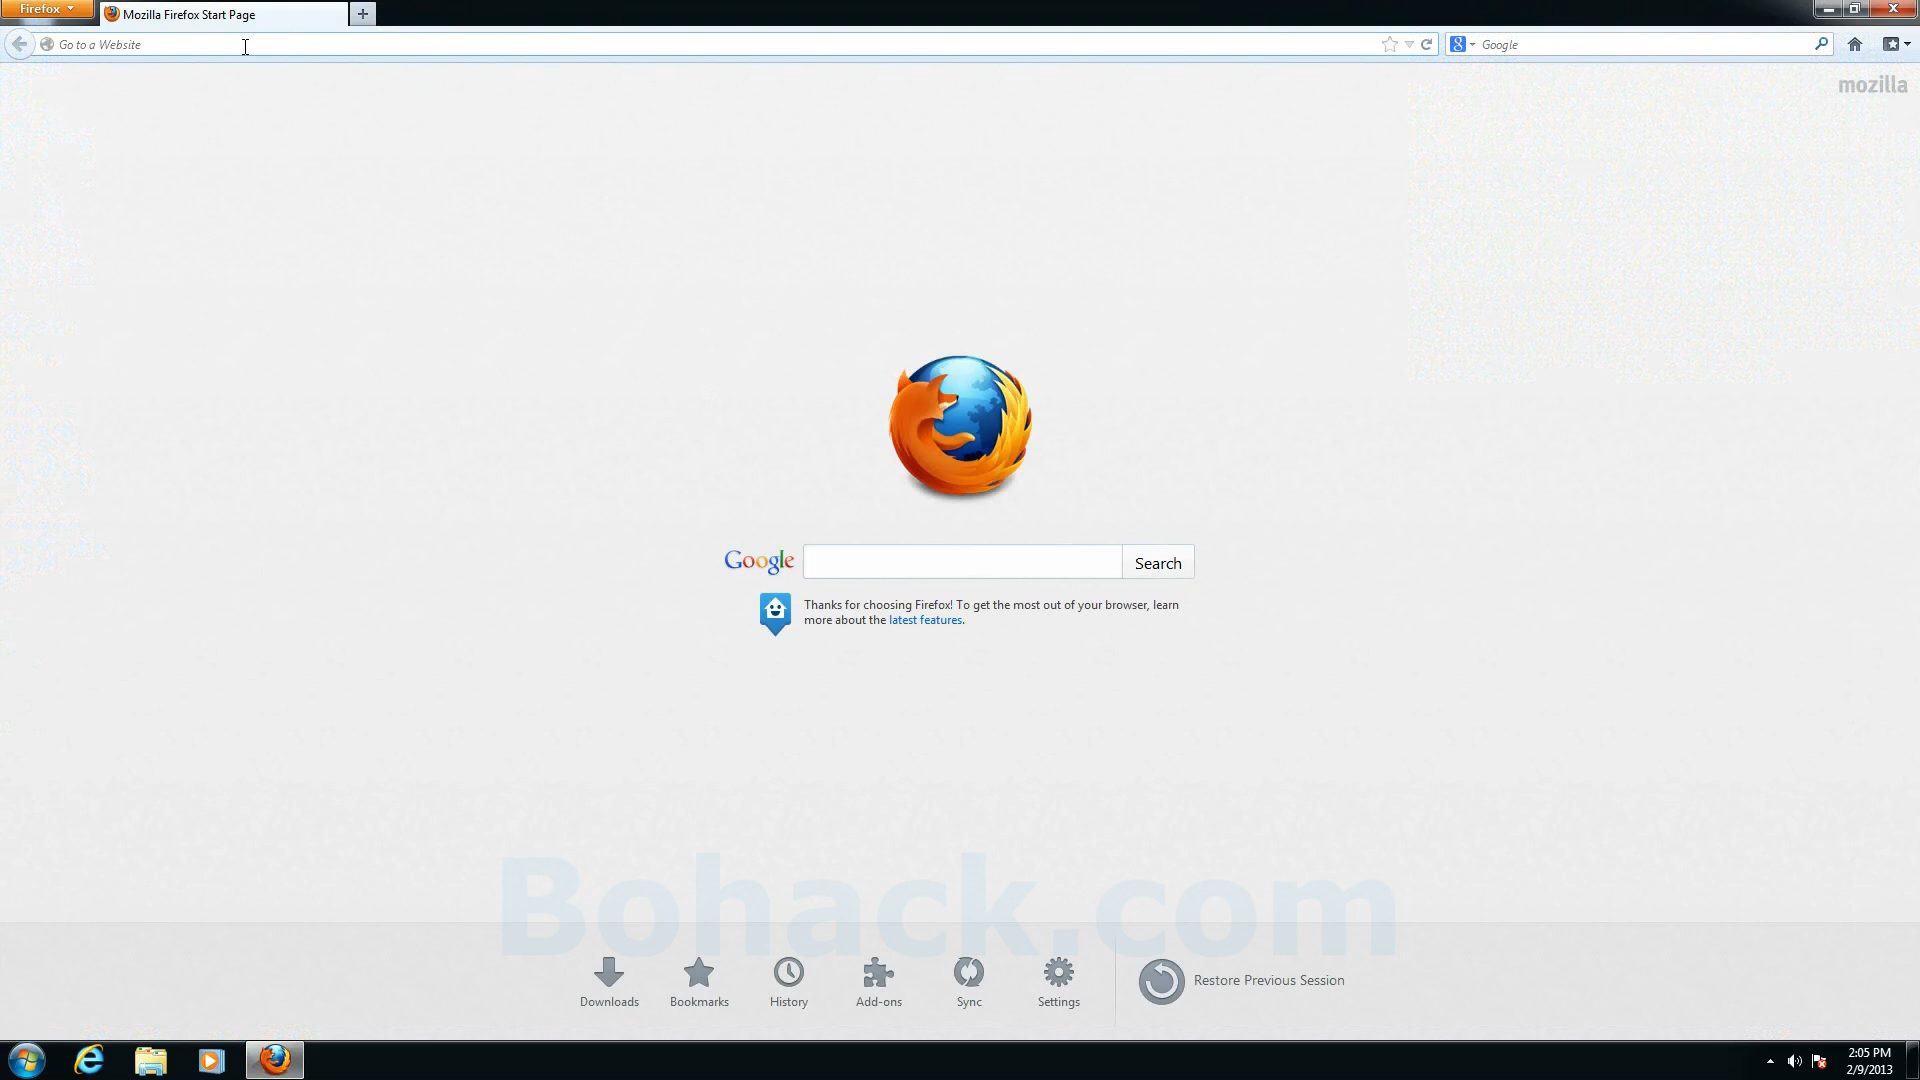 Firefox
Mozilla Firefox Start Page
Go to a Website
Google
mozilla
Google
Search
Thanks for choosing Firefox! To get the most out of your browser, learn
more about the latest features.
Bohack.com
Downloads
Bookmarks
History
Add-ons
Sync
Settings
Restore Previous Session
2:05 PM
2/9/2013